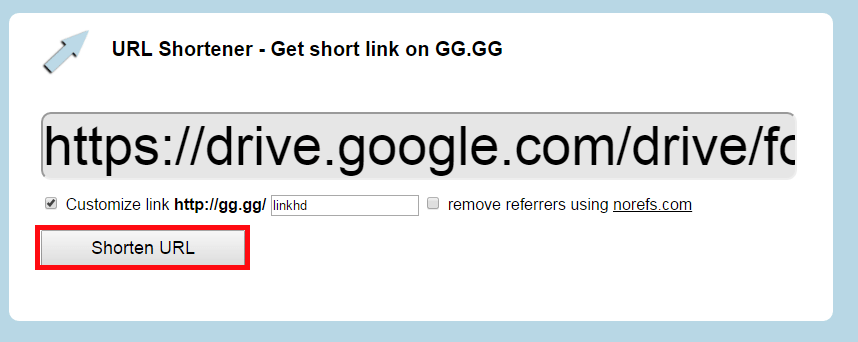 URL Shortener - Get short link on GG.GG
https://drive.google.com/drive/fo
Customize link http://gg.gg/ linkhd remove referrers using norefs.com
Shorten URL